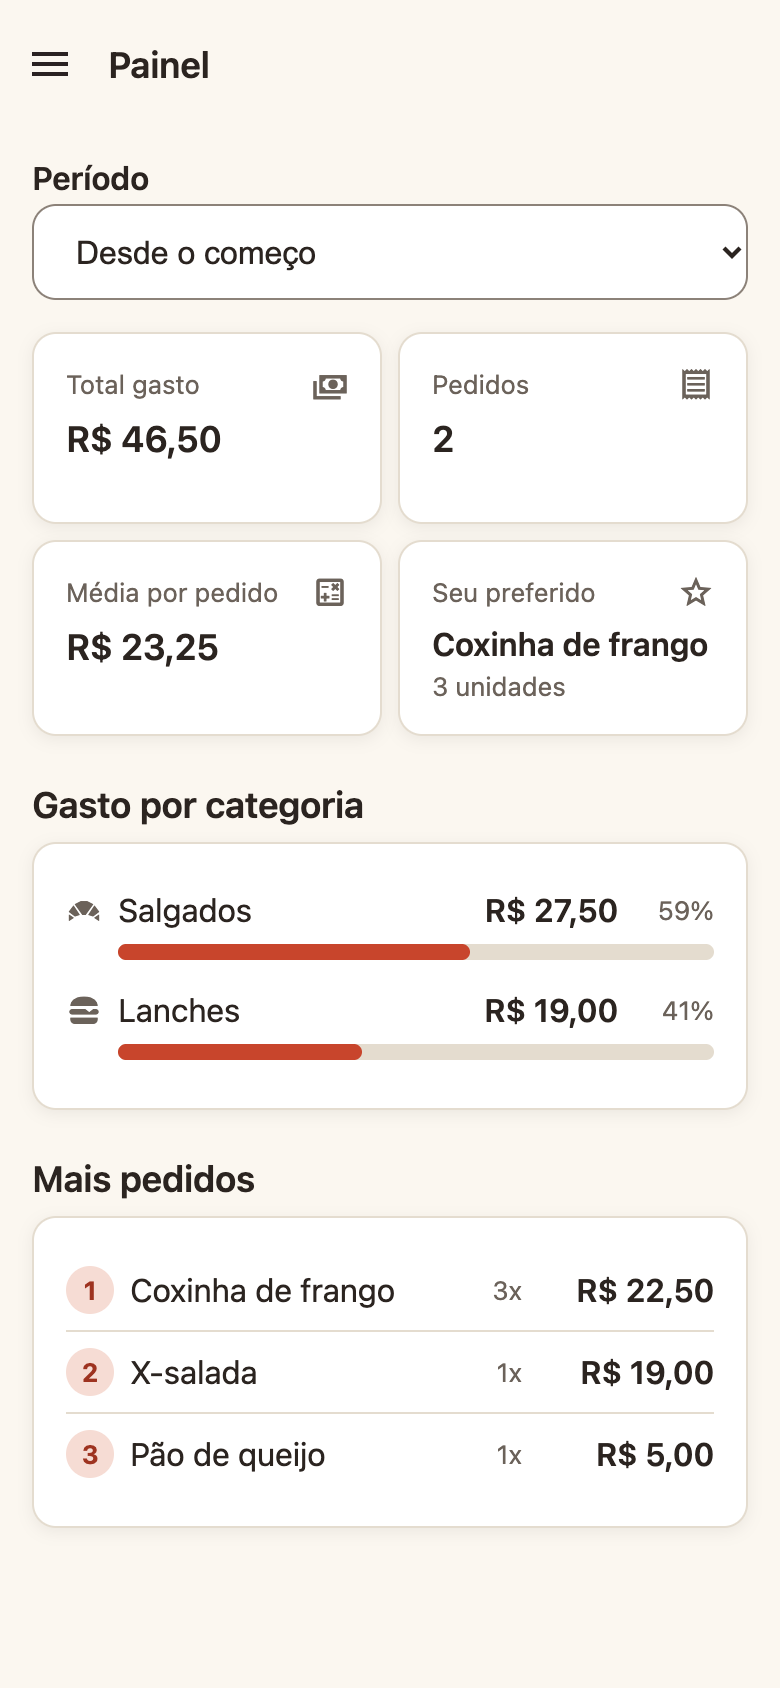 Painel
Período
Desde o começo
Total gasto
R$ 46,50
Pedidos
2
Média por pedido
R$ 23,25
Seu preferido
Coxinha de frango
3 unidades
Gasto por categoria
Salgados R$ 27,50 59%
Lanches R$ 19,00 41%
Mais pedidos
1 Coxinha de frango 3x R$ 22,50
2 X-salada 1x R$ 19,00
3 Pão de queijo 1x R$ 5,00